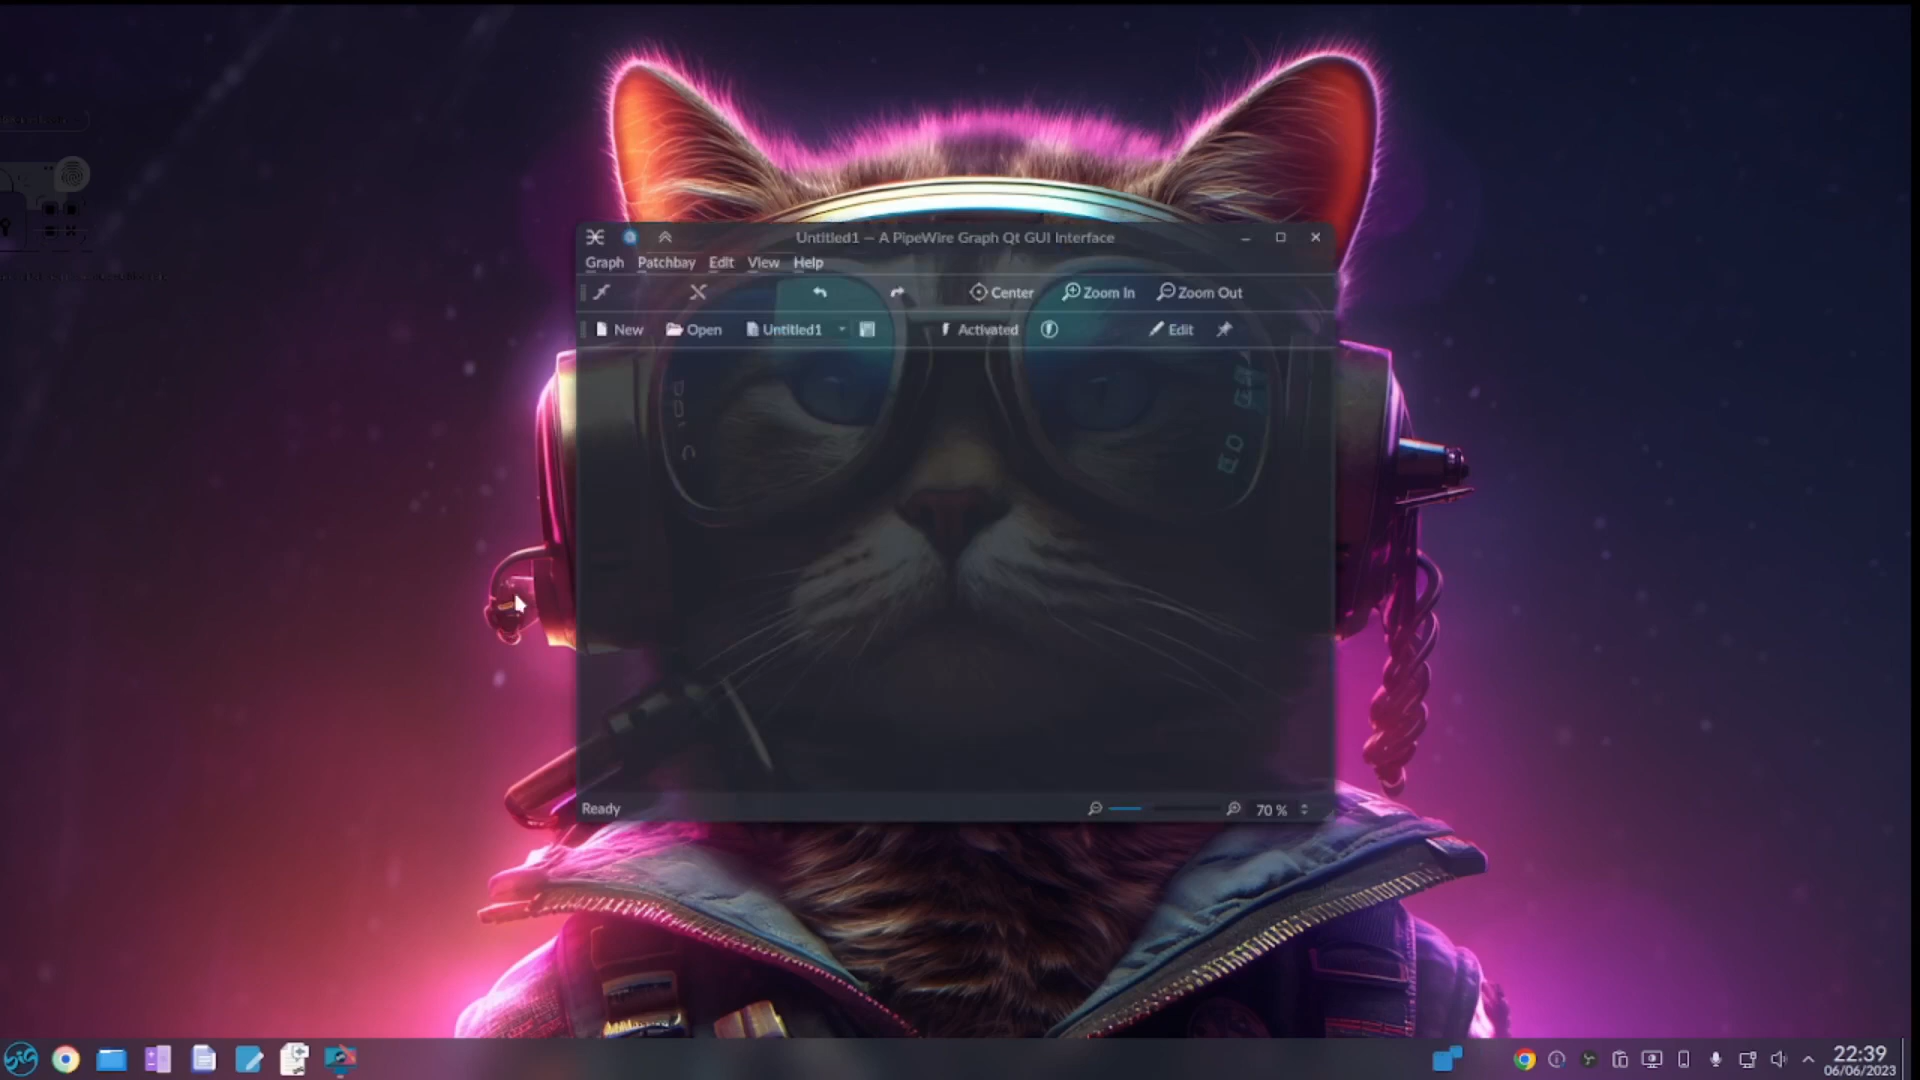 Untitled1 — A PipeWire Graph Qt GUI Interface
Graph Patchbay Edit View Help
Center Zoom In Zoom Out
New Open Untitled1 Activated Edit
Ready 70 %
22:39
06/06/2023